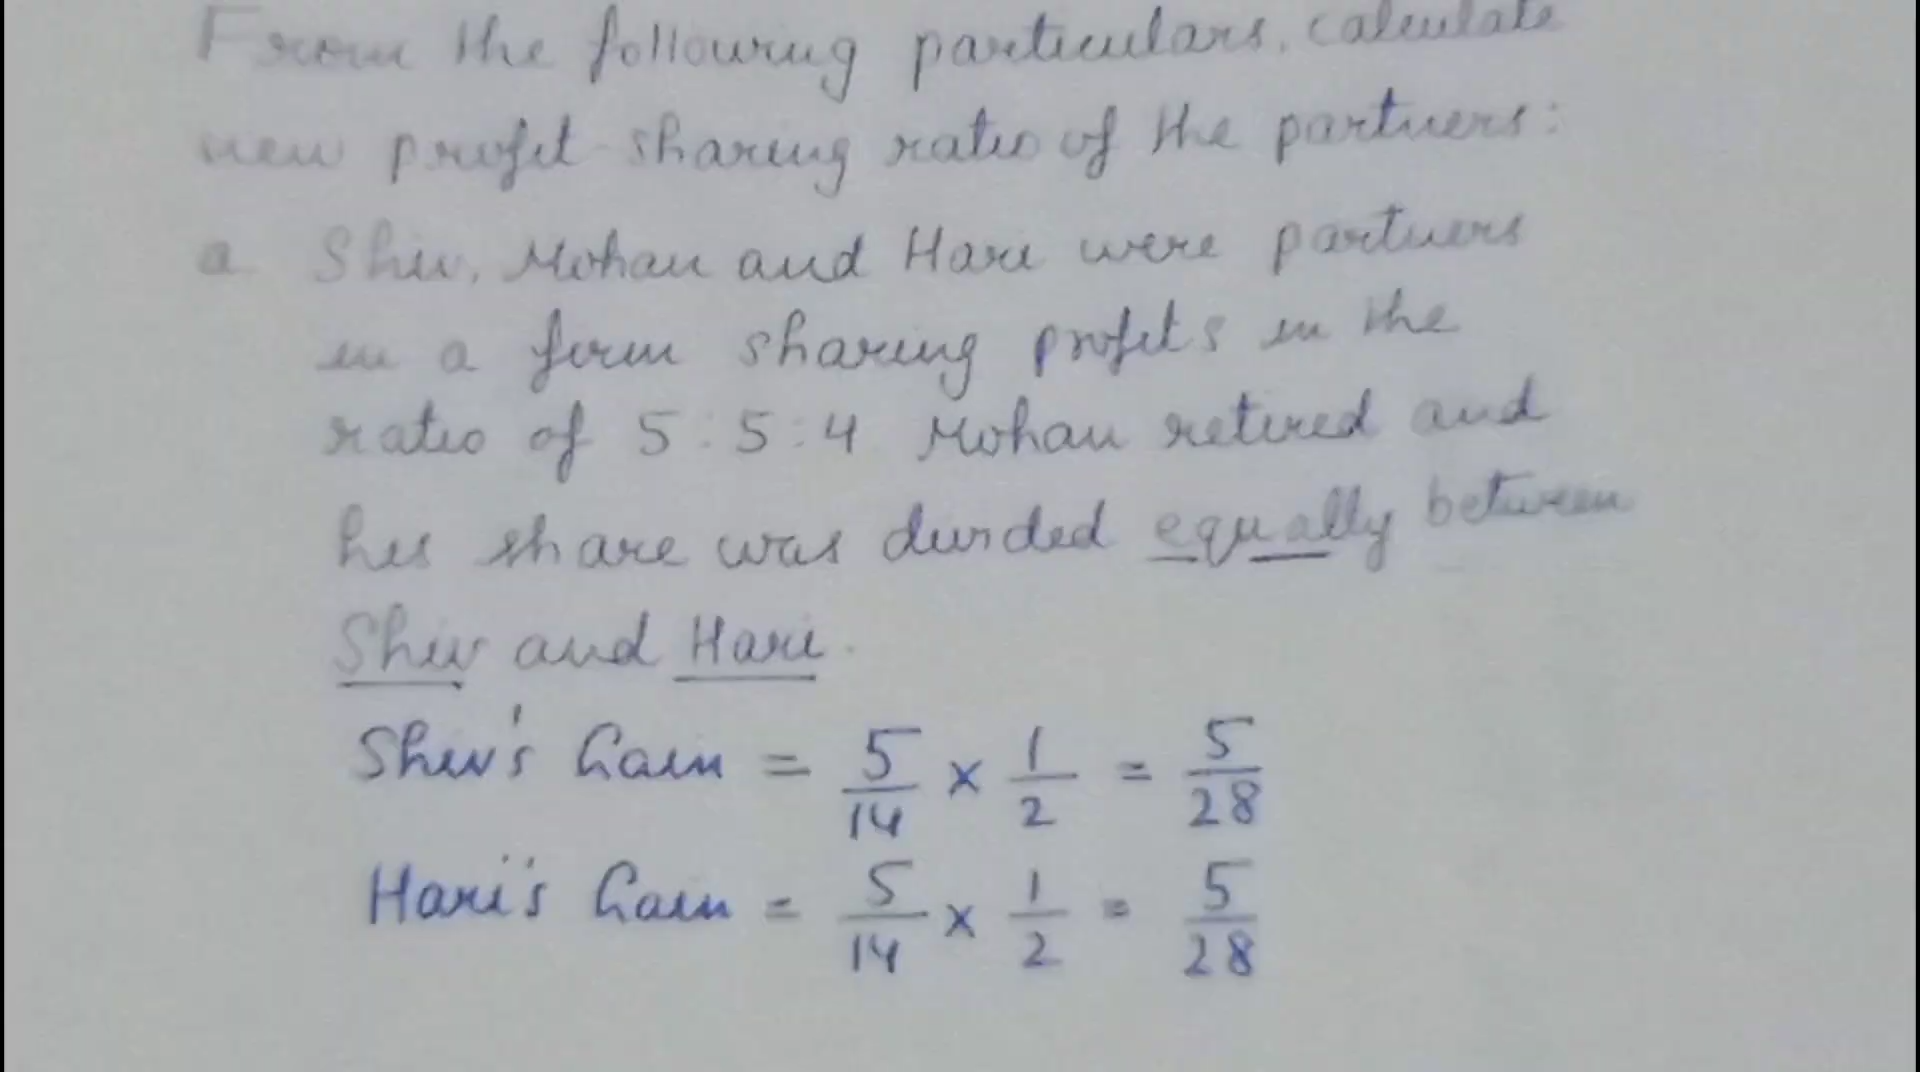 From the following particulars, calculate
new profit sharing ratio of the partners:
a Shiv, Mohan and Hari were partners
in a firm sharing profits in the
ratio of 5:5:4 Mohan retired and
his share was divided equally between
Shiv and Hari.
Shiv's Gain = 5/14 × 1/2 = 5/28
Hari's Gain = 5/14 × 1/2 = 5/28